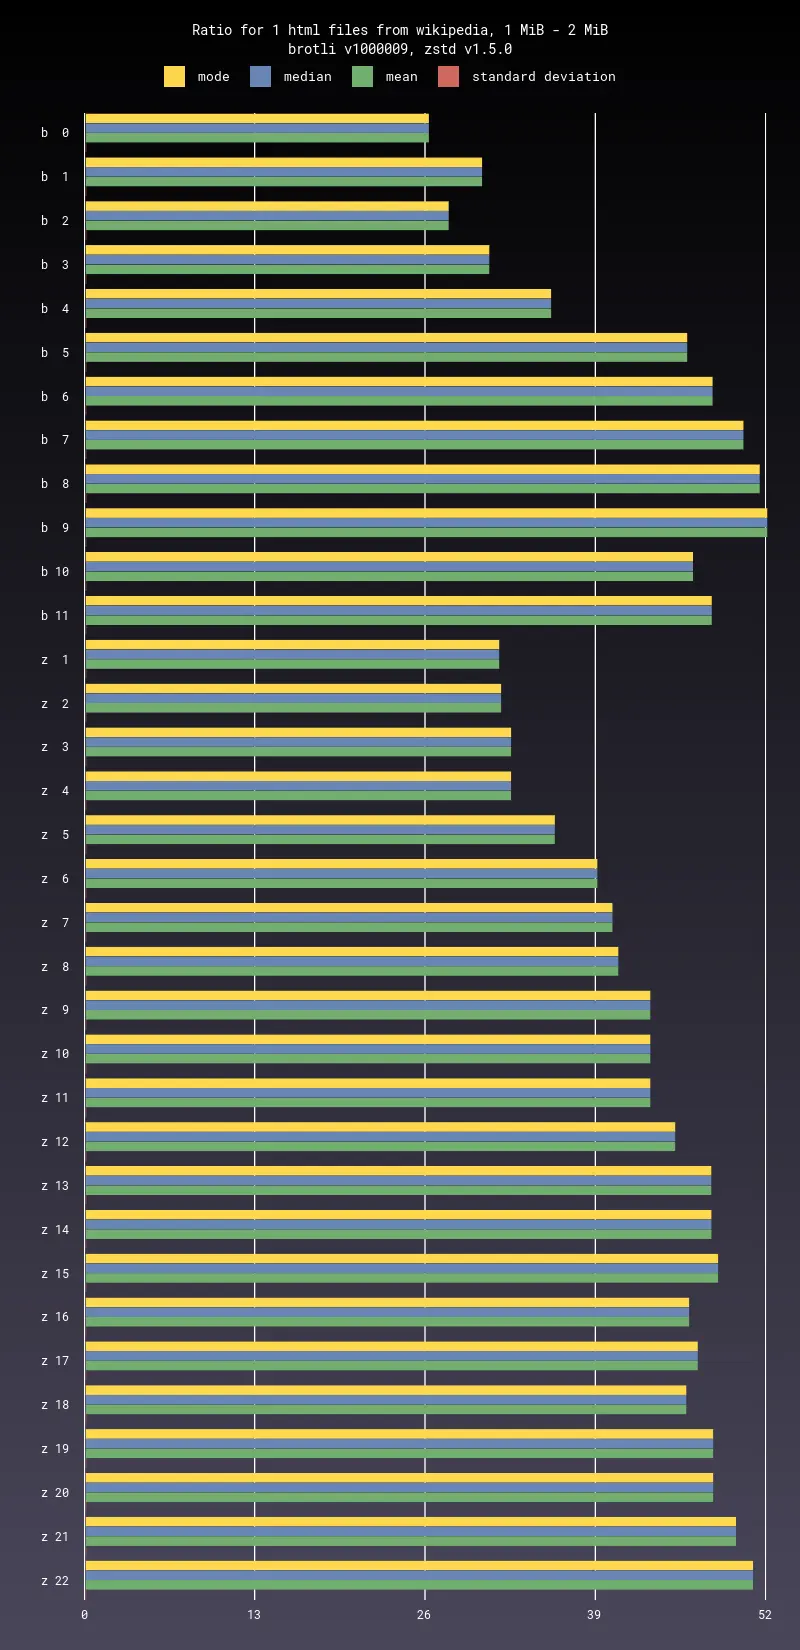 Ratio for 1 html files from wikipedia, 1 MiB - 2 MiB
brotli v1000009, zstd v1.5.0
mode median mean standard deviation
b 0
b 1
b 2
b 3
b 4
b 5
b 6
b 7
b 8
b 9
b 10
b 11
z 1
z 2
z 3
z 4
z 5
z 6
z 7
z 8
z 9
z 10
z 11
z 12
z 13
z 14
z 15
z 16
z 17
z 18
z 19
z 20
z 21
z 22
0 13 26 39 52